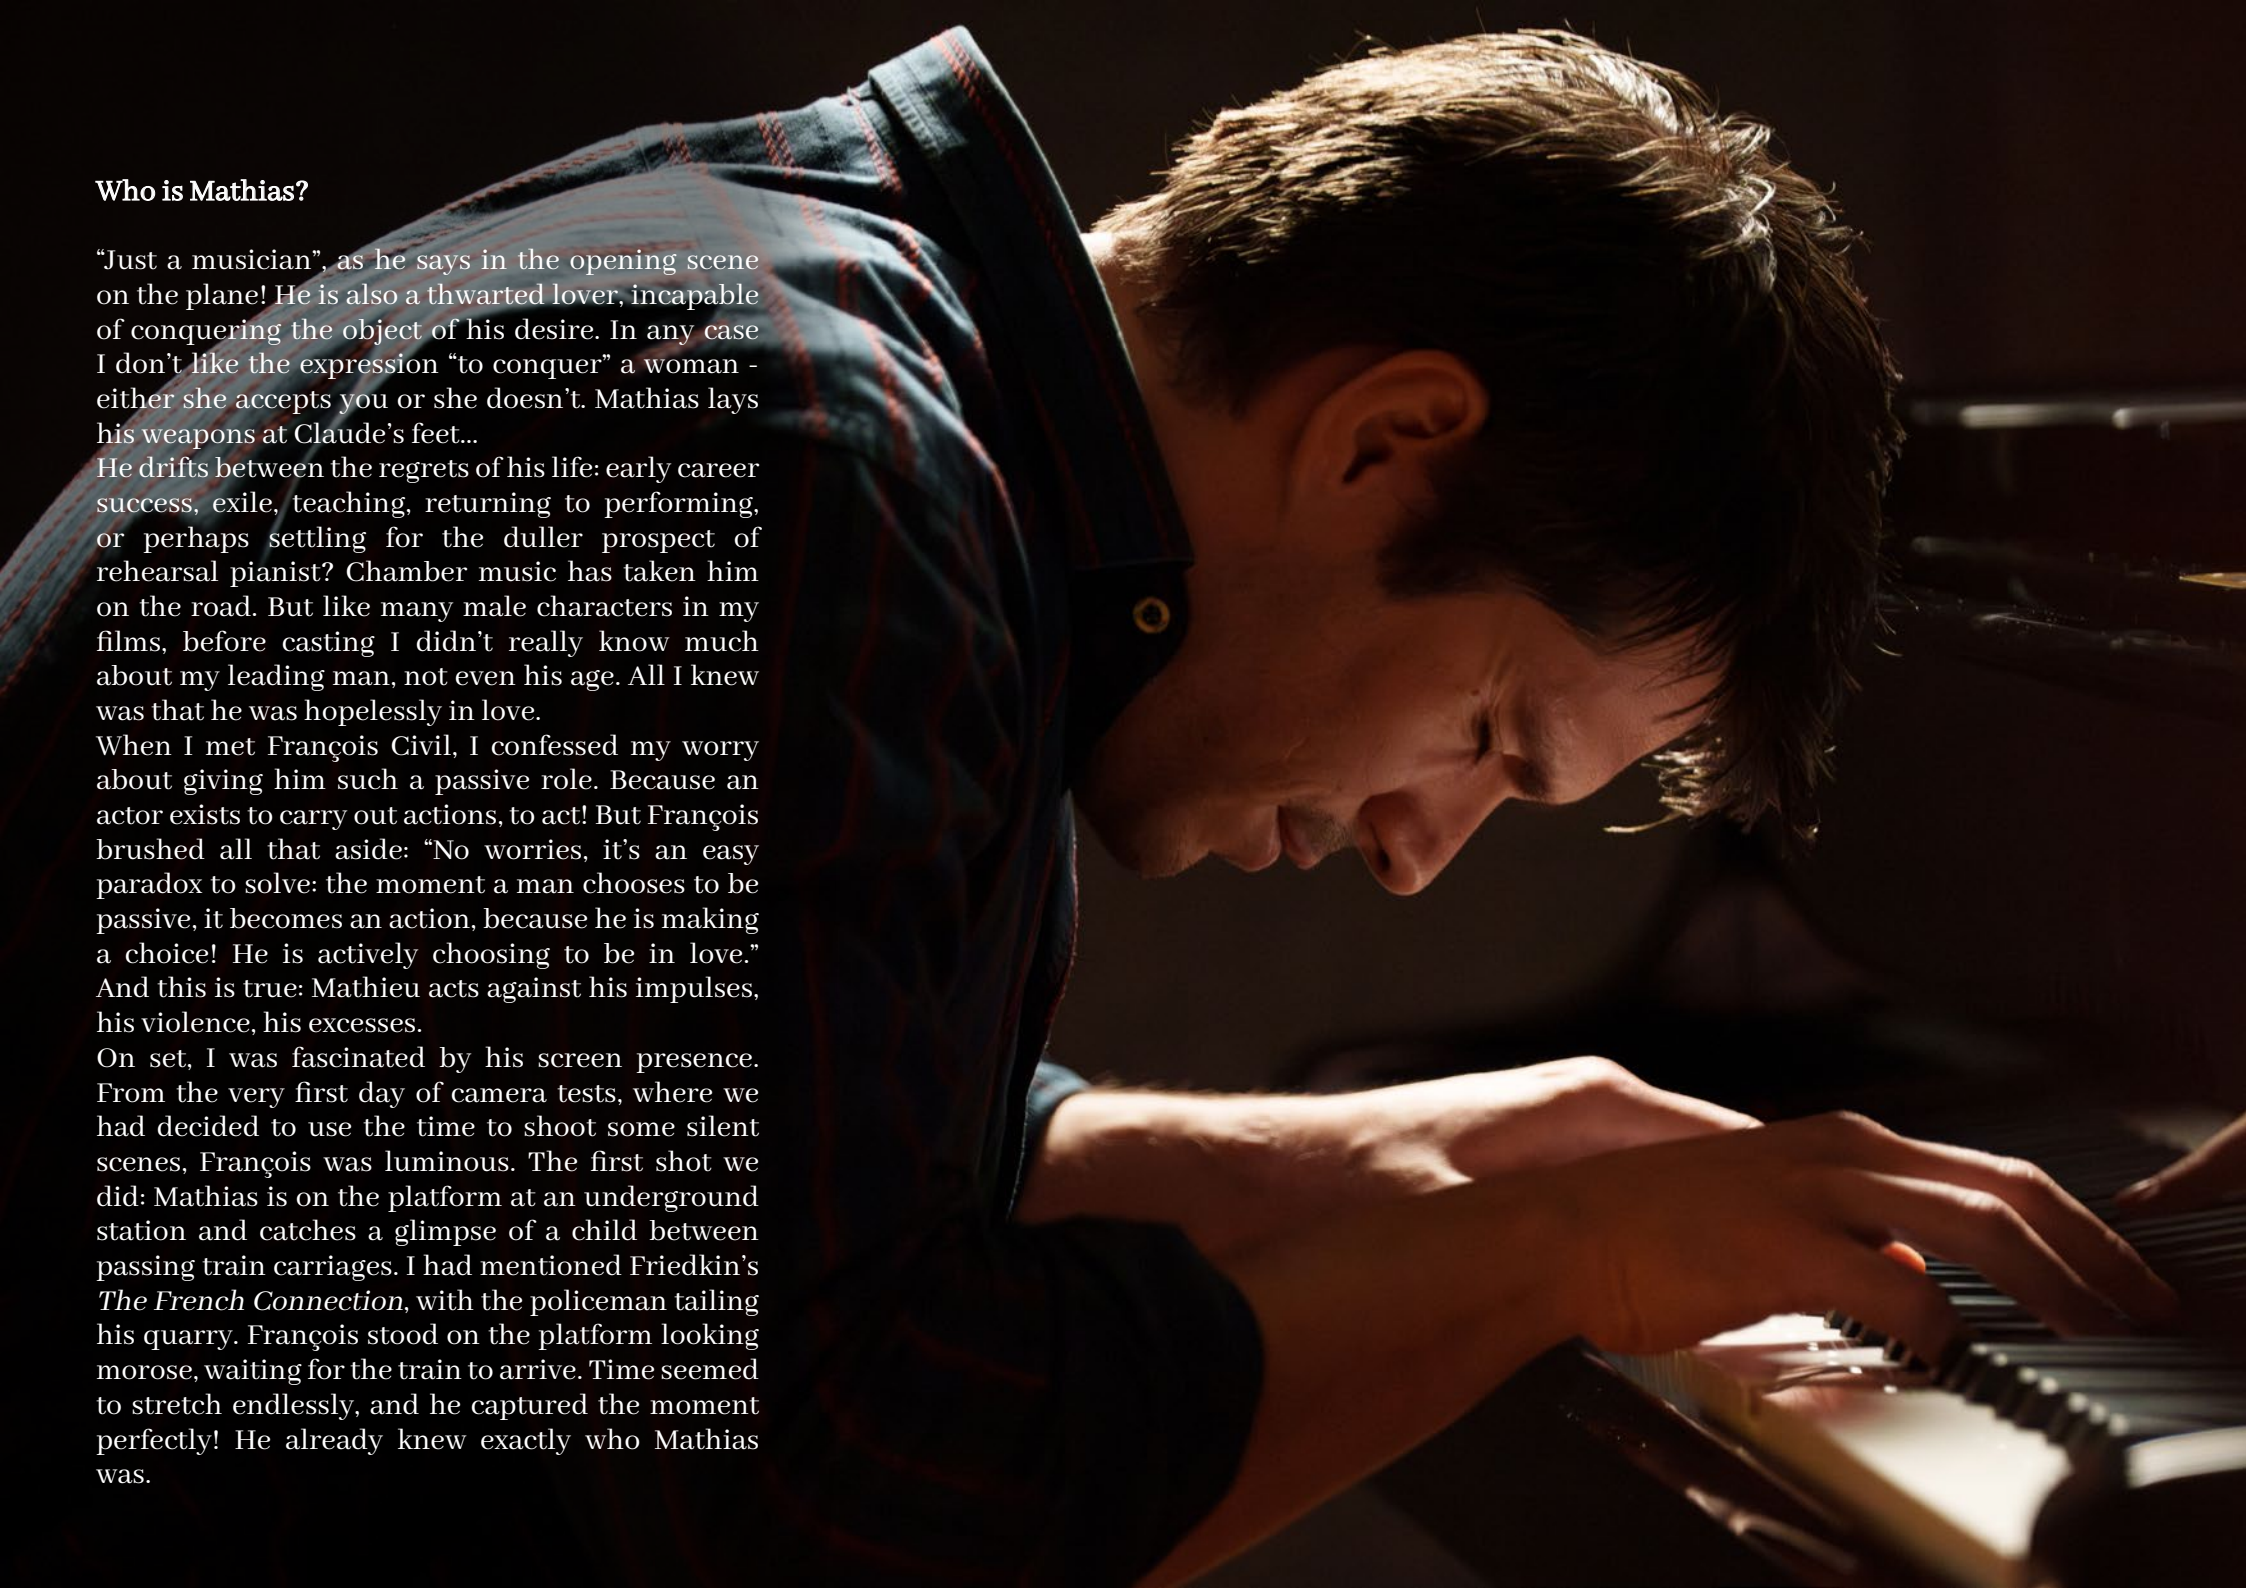 Who is Mathias?
“Just a musician”, as he says in the opening scene
on the plane! He is also a thwarted lover, incapable
of conquering the object of his desire. In any case
I don’t like the expression “to conquer” a woman -
either she accepts you or she doesn’t. Mathias lays
his weapons at Claude’s feet...
He drifts between the regrets of his life: early career
success, exile, teaching, returning to performing,
or perhaps settling for the duller prospect of
rehearsal pianist? Chamber music has taken him
on the road. But like many male characters in my
films, before casting I didn’t really know much
about my leading man, not even his age. All I knew
was that he was hopelessly in love.
When I met François Civil, I confessed my worry
about giving him such a passive role. Because an
actor exists to carry out actions, to act! But François
brushed all that aside: “No worries, it’s an easy
paradox to solve: the moment a man chooses to be
passive, it becomes an action, because he is making
a choice! He is actively choosing to be in love.”
And this is true: Mathieu acts against his impulses,
his violence, his excesses.
On set, I was fascinated by his screen presence.
From the very first day of camera tests, where we
had decided to use the time to shoot some silent
scenes, François was luminous. The first shot we
did: Mathias is on the platform at an underground
station and catches a glimpse of a child between
passing train carriages. I had mentioned Friedkin’s
The French Connection, with the policeman tailing
his quarry. François stood on the platform looking
morose, waiting for the train to arrive. Time seemed
to stretch endlessly, and he captured the moment
perfectly! He already knew exactly who Mathias
was.